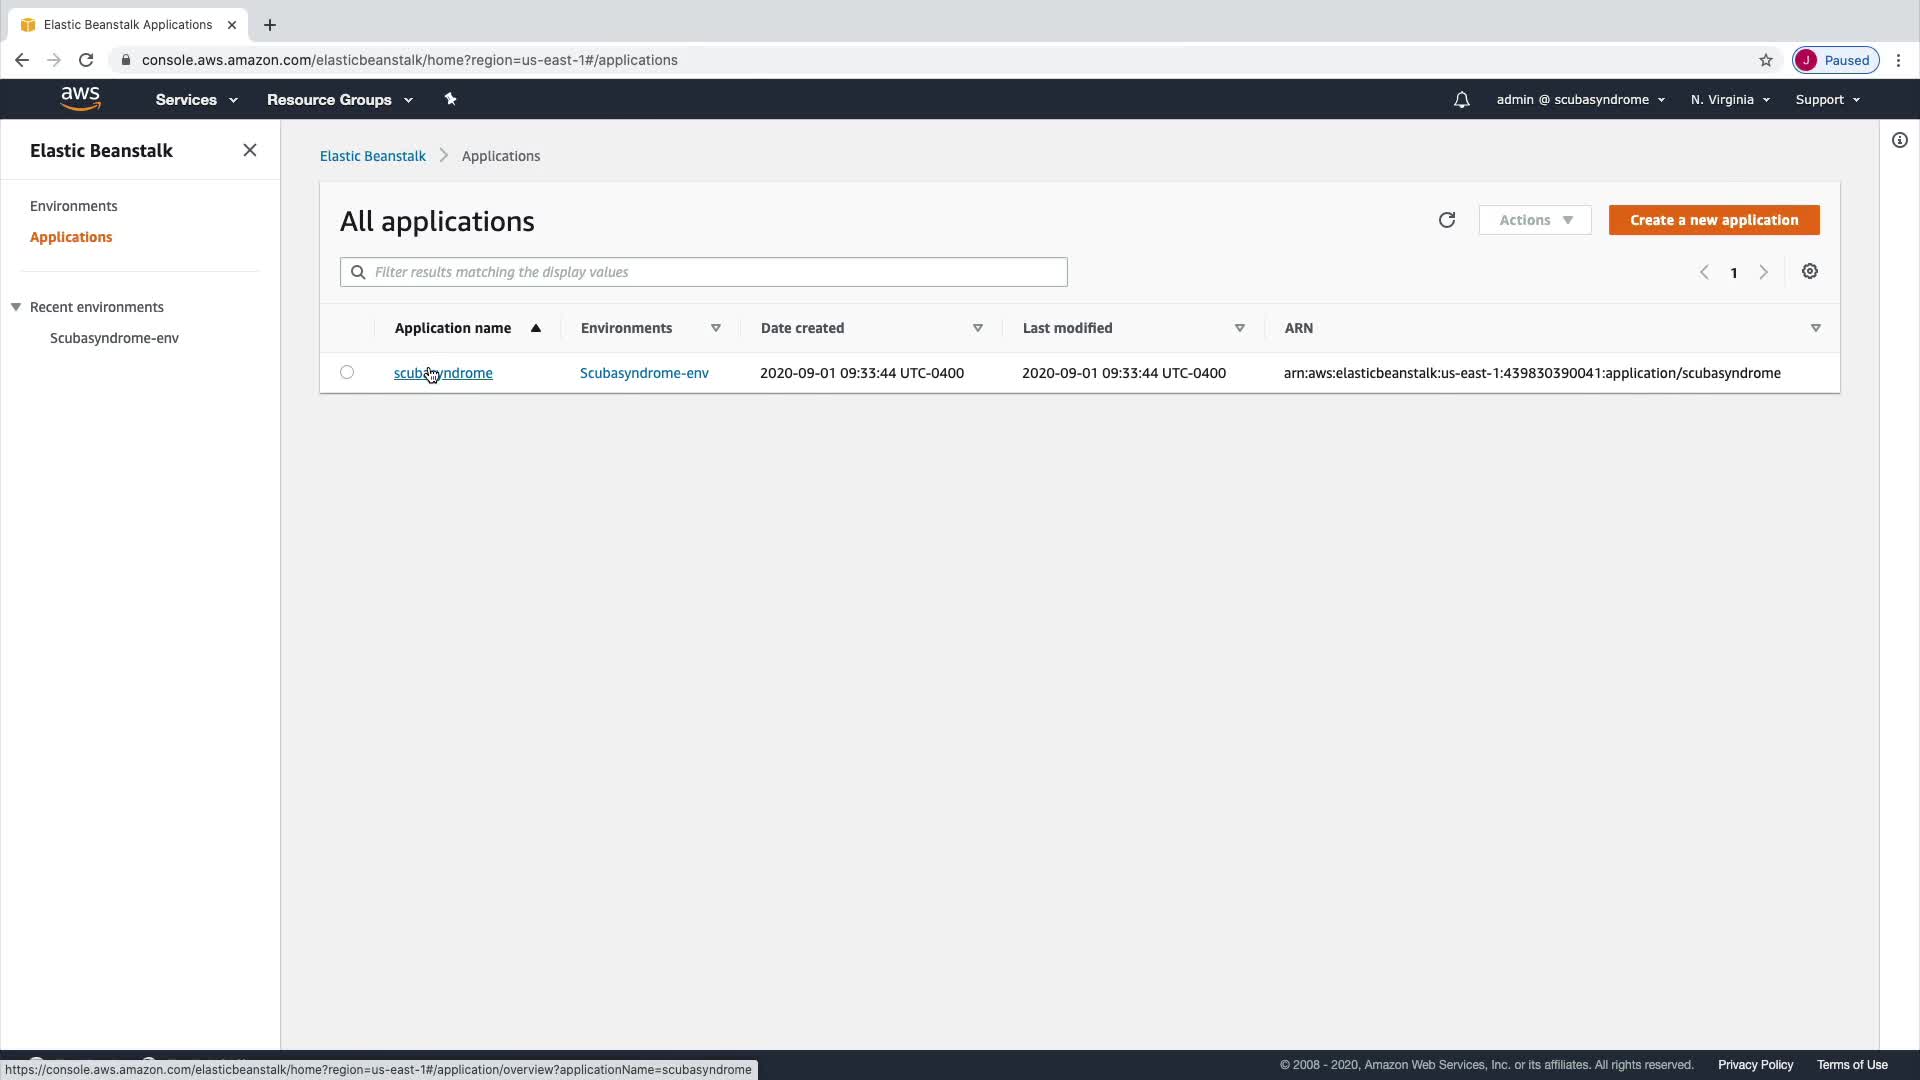 Elastic Beanstalk Applications
console.aws.amazon.com/elasticbeanstalk/home?region=us-east-1#/applications
J Paused
aws Services Resource Groups admin @ scubasyndrome N. Virginia Support
Elastic Beanstalk
Environments
Applications
Recent environments
Scubasyndrome-env
Elastic Beanstalk Applications
All applications
Actions
Create a new application
Filter results matching the display values
1
Application name Environments Date created Last modified ARN
scubasyndrome Scubasyndrome-env 2020-09-01 09:33:44 UTC-0400 2020-09-01 09:33:44 UTC-0400 arn:aws:elasticbeanstalk:us-east-1:439830390041:application/scubasyndrome
© 2008 - 2020, Amazon Web Services, Inc. or its affiliates. All rights reserved. Privacy Policy Terms of Use
https://console.aws.amazon.com/elasticbeanstalk/home?region=us-east-1#/application/overview?applicationName=scubasyndrome